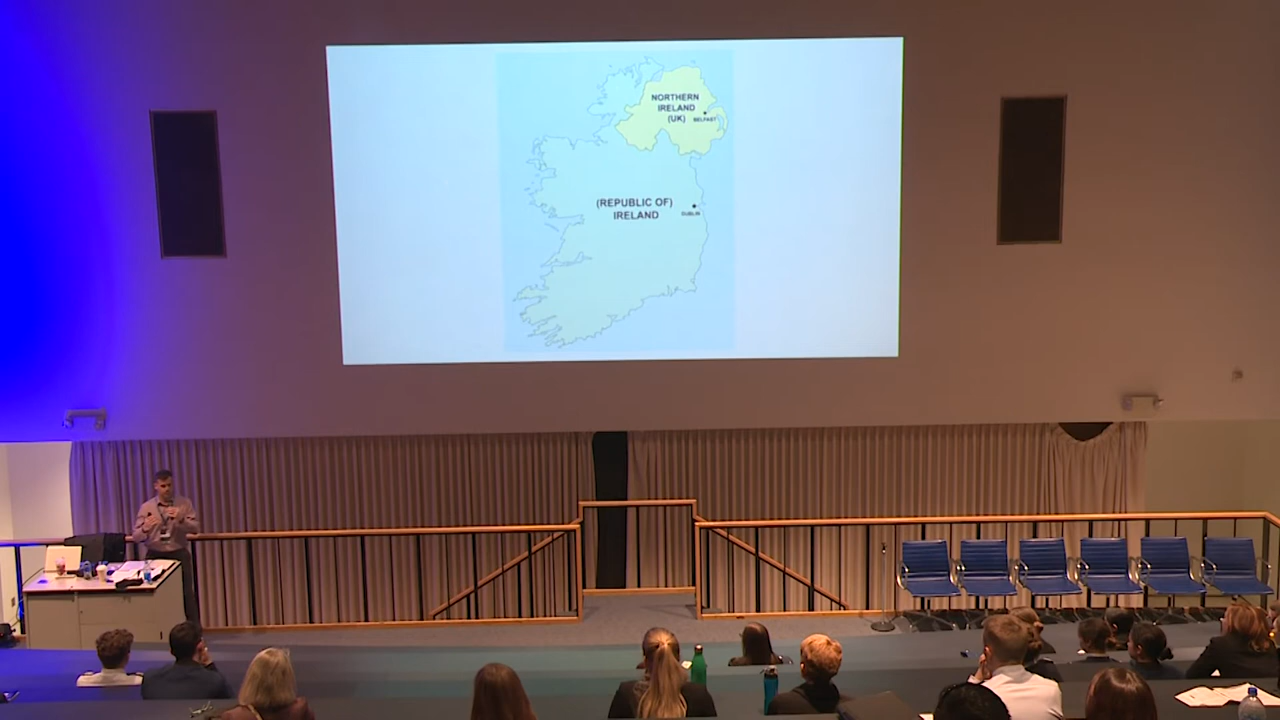 NORTHERN
IRELAND
(UK)
BELFAST
(REPUBLIC OF)
IRELAND
DUBLIN